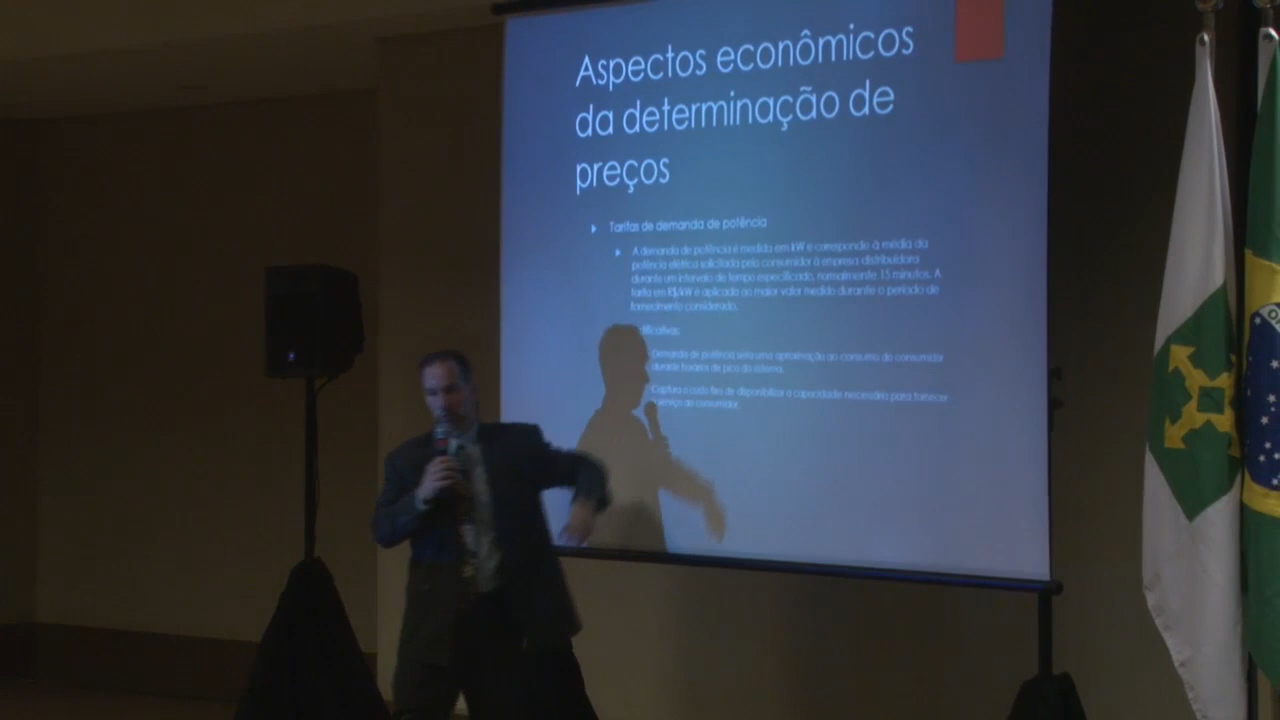 Aspectos econômicos
da determinação de
preços
Tarifas de demanda de potência
A demanda de potência é medida em kW e corresponde à média da
potência elétrica solicitada pelo consumidor à empresa distribuidora
durante um intervalo de tempo especificado, normalmente 15 minutos. A
tarifa em R$/kW é aplicada ao maior valor medido durante o período de
fornecimento considerado.
Demanda de potência seria uma aproximação ao consumo do consumidor
durante horários de pico do sistema.
Captura o custo fixo de disponibilizar a capacidade necessária para fornecer
serviço ao consumidor.